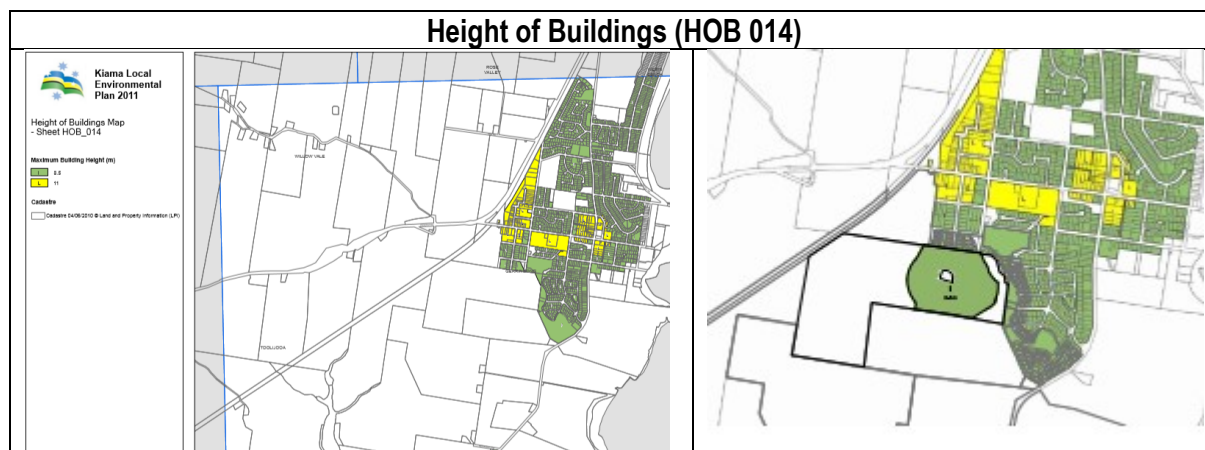 Height of Buildings (HOB 014)
Kiama Local
Environmental
Plan 2011
Height of Buildings Map
- Sheet HOB_014
Maximum Building Height (m)
I 8.5
L 11
Cadastre
Cadastre 04/08/2010 © Land and Property Information (LPI)
ROSE
VALLEY
WILLOW VALE
TOOLIJOOA
L
I